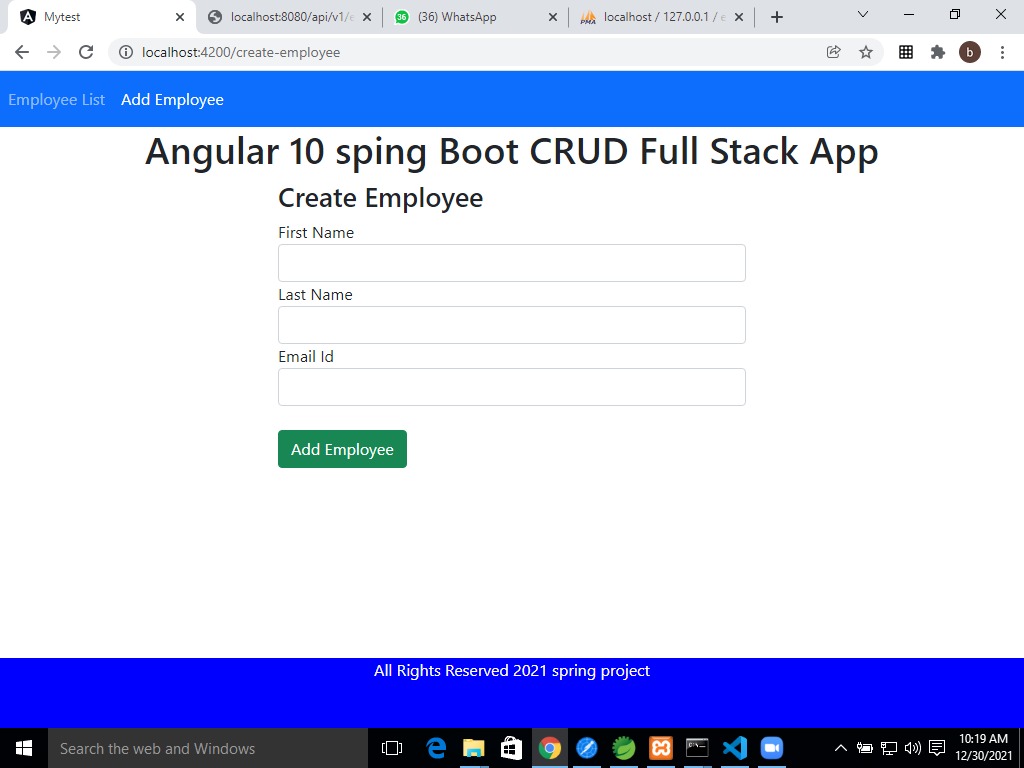 Mytest
localhost:8080/api/v1/e
36
(36) WhatsApp
PMA
localhost / 127.0.0.1 / e
localhost:4200/create-employee
b
Employee List Add Employee
Angular 10 sping Boot CRUD Full Stack App
Create Employee
First Name
Last Name
Email Id
Add Employee
All Rights Reserved 2021 spring project
Search the web and Windows
10:19 AM
12/30/2021